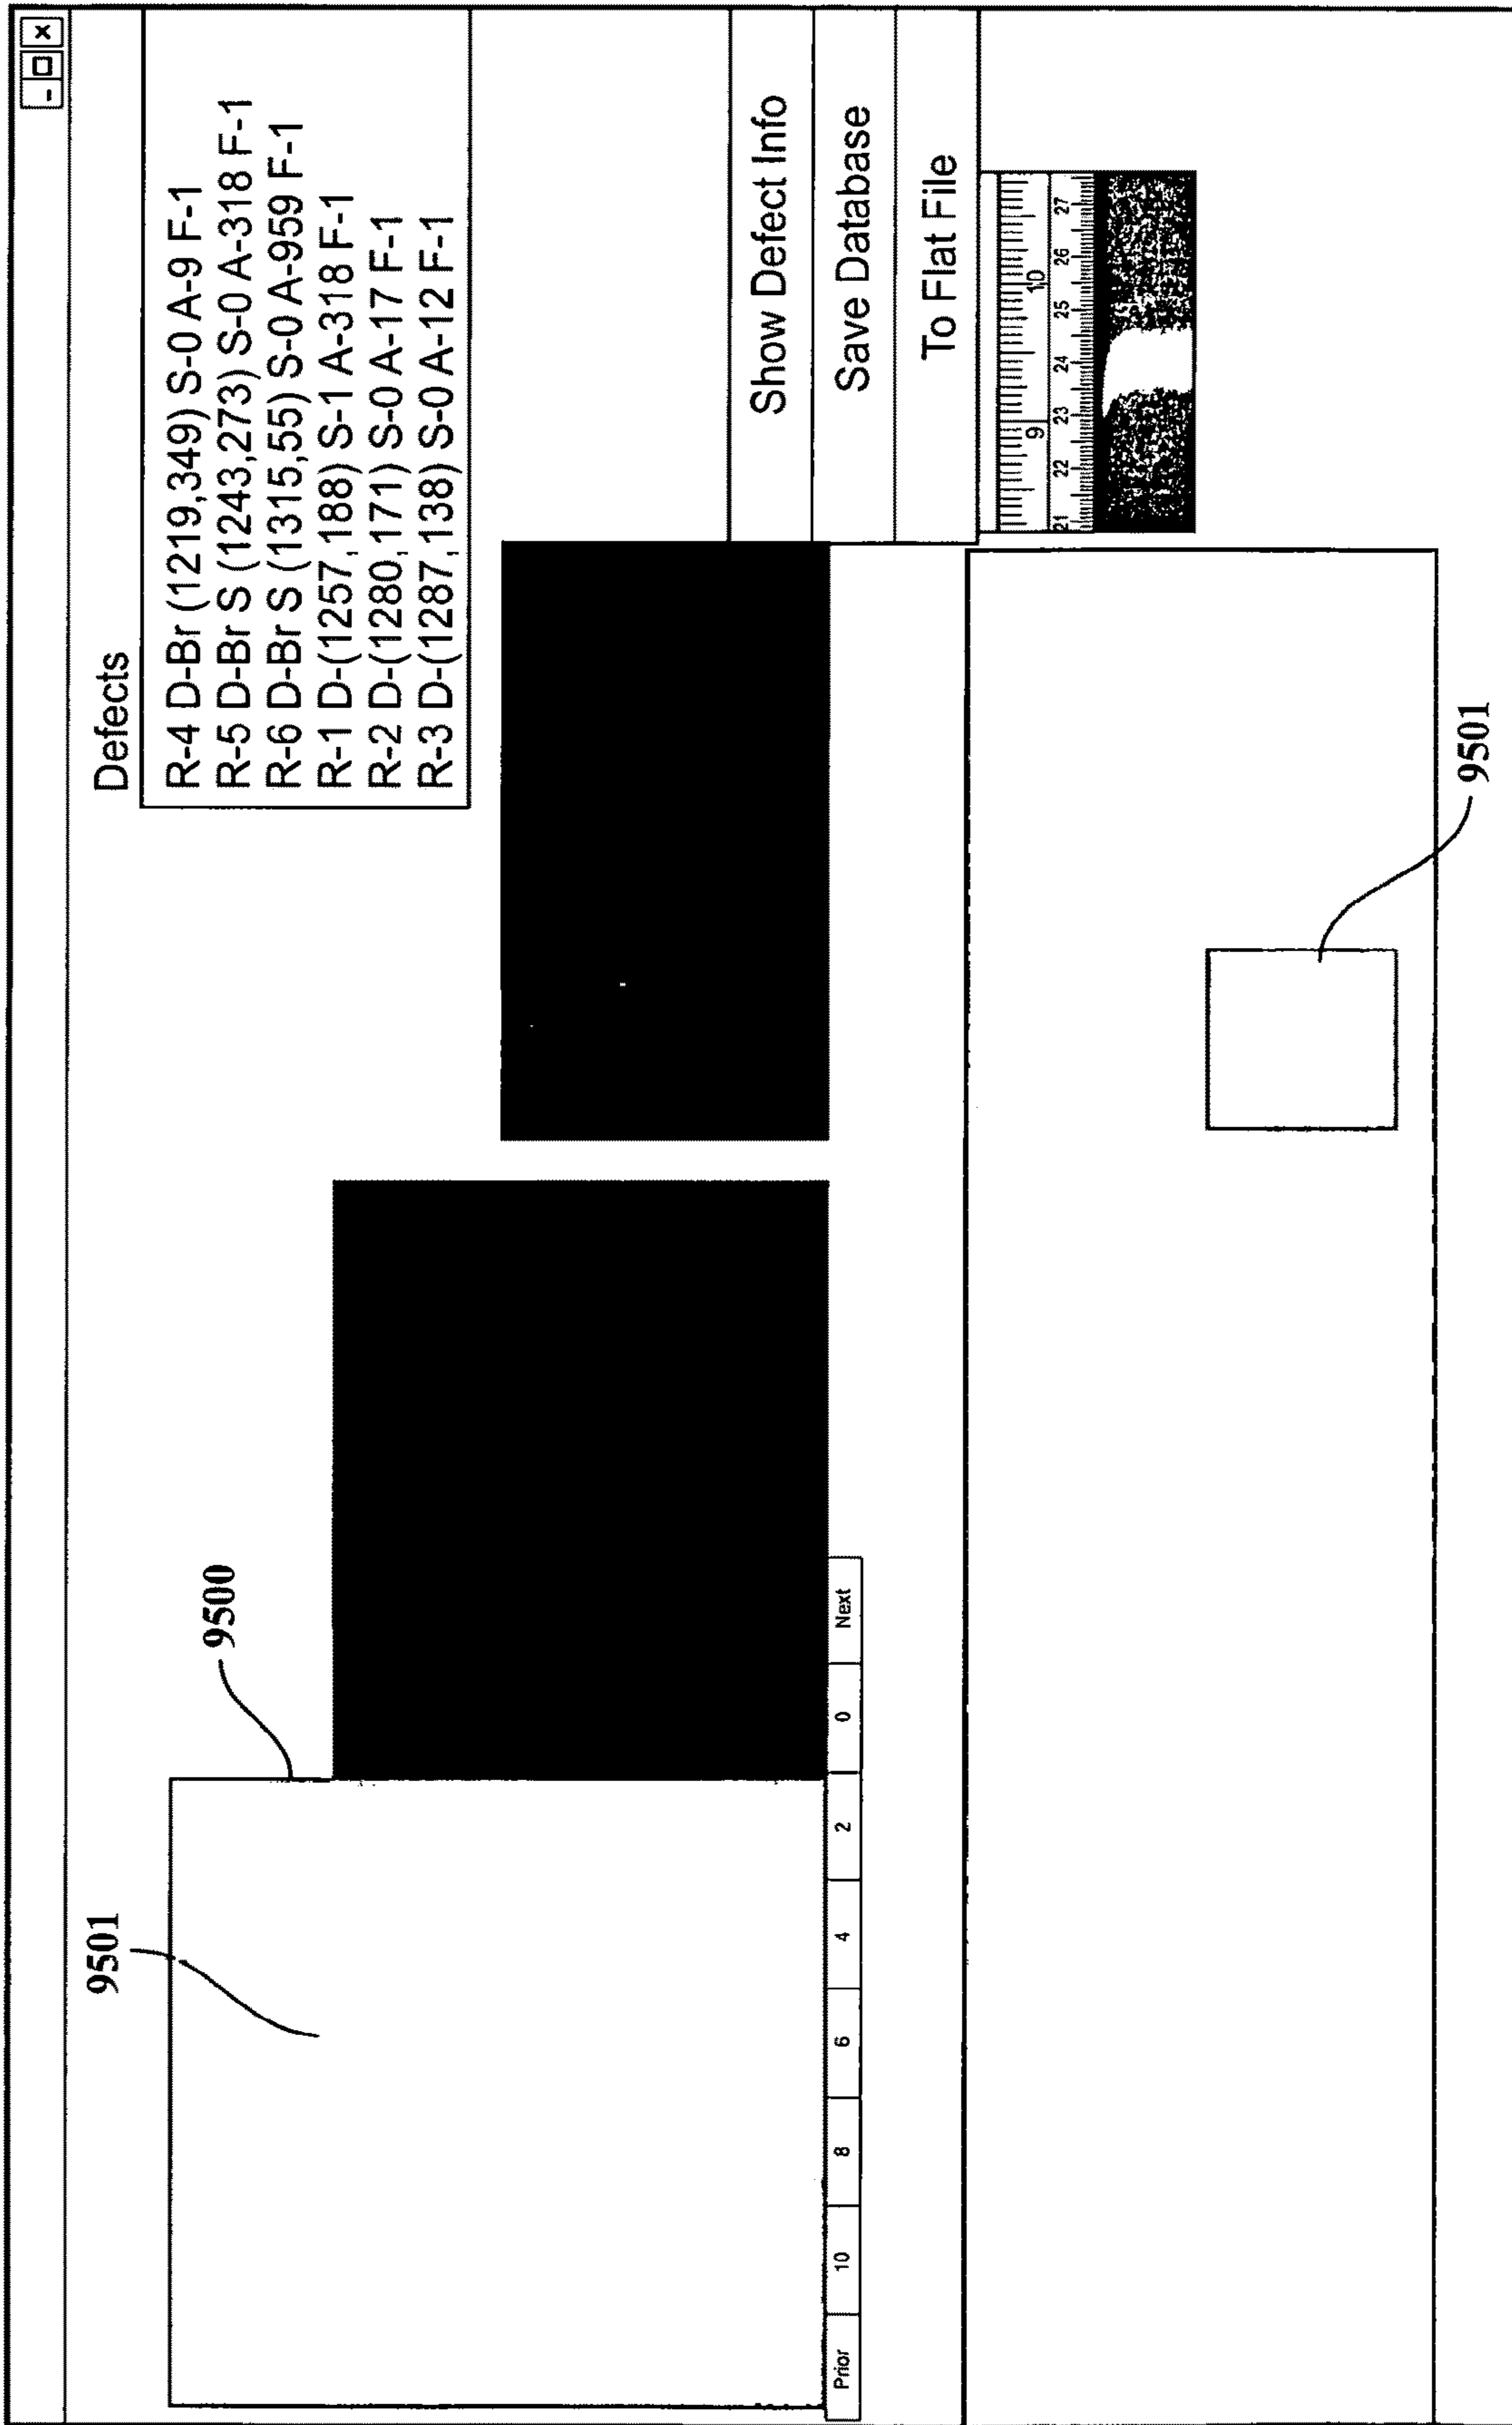 - □ x
Defects
R-4 D-Br (1219,349) S-0 A-9 F-1
R-5 D-Br S (1243,273) S-0 A-318 F-1
R-6 D-Br S (1315,55) S-0 A-959 F-1
R-1 D-(1257,188) S-1 A-318 F-1
R-2 D-(1280,171) S-0 A-17 F-1
R-3 D-(1287,138) S-0 A-12 F-1
9501
9500
Prior 10 8 6 4 2 0 Next
Show Defect Info
Save Database
To Flat File
9 10
21 22 23 24 25 26 27
9501